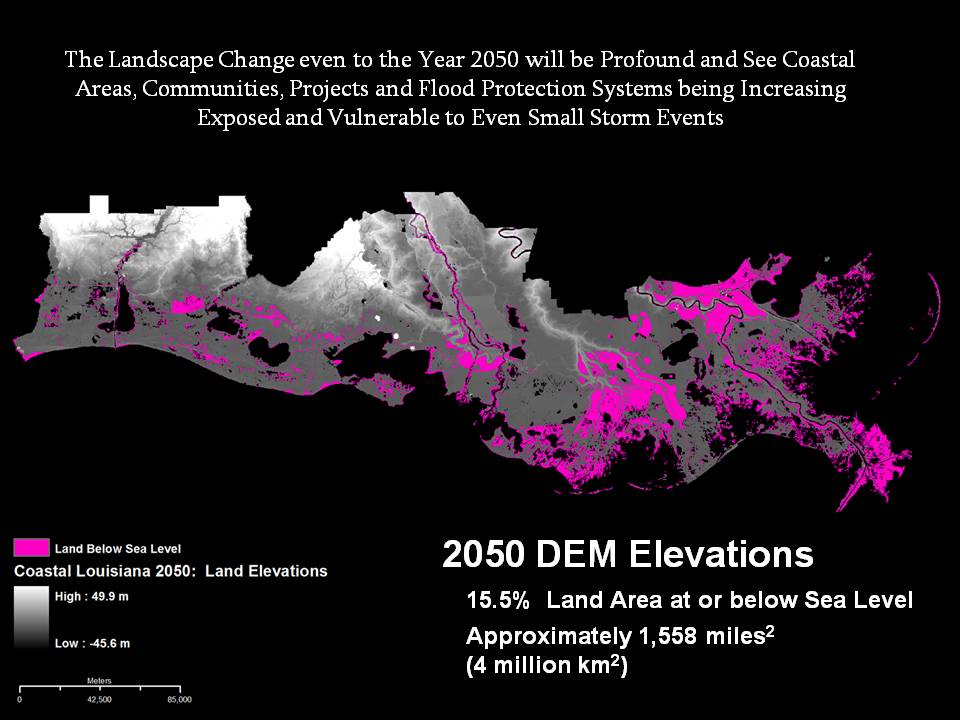 The Landscape Change even to the Year 2050 will be Profound and See Coastal
Areas, Communities, Projects and Flood Protection Systems being Increasing
Exposed and Vulnerable to Even Small Storm Events
Land Below Sea Level
Coastal Louisiana 2050: Land Elevations
High : 49.9 m
Low : -45.6 m
Meters
0 42,500 85,000
2050 DEM Elevations
15.5% Land Area at or below Sea Level
Approximately 1,558 miles²
(4 million km²)